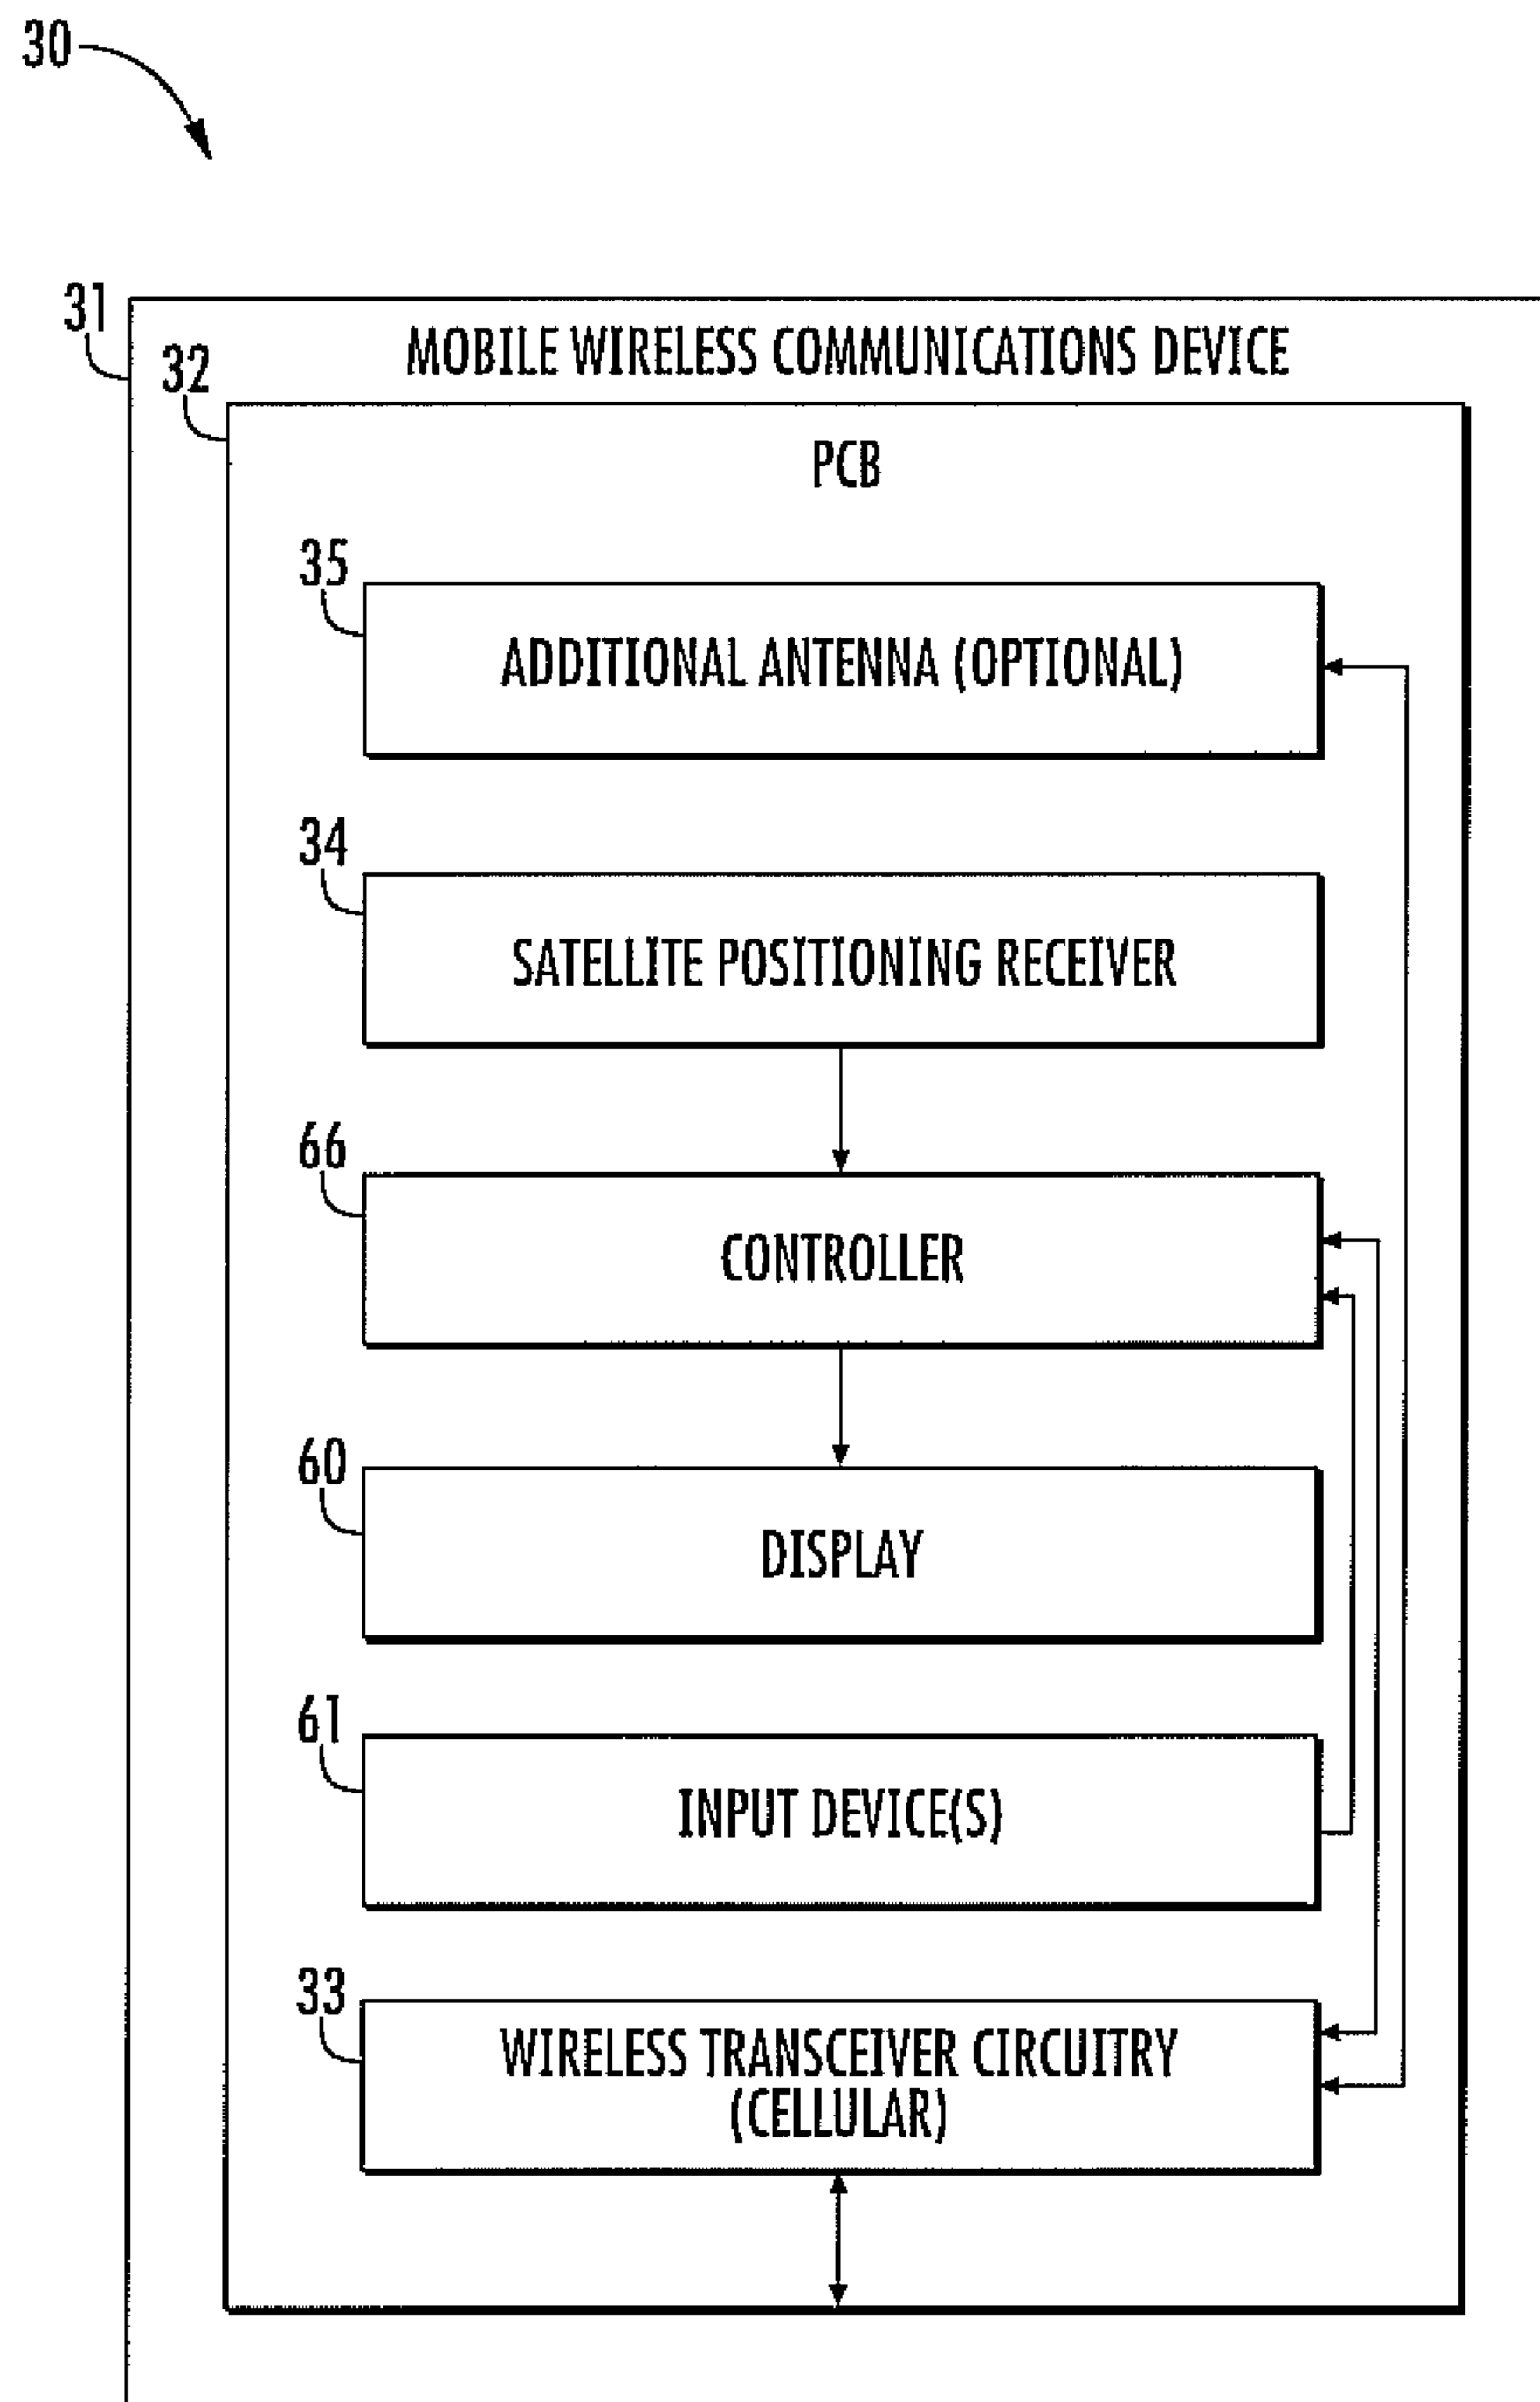 30
31
MOBILE WIRELESS COMMUNICATIONS DEVICE
32
PCB
35
ADDITIONAL ANTENNA (OPTIONAL)
34
SATELLITE POSITIONING RECEIVER
66
CONTROLLER
60
DISPLAY
61
INPUT DEVICE(S)
33
WIRELESS TRANSCEIVER CIRCUITRY
(CELLULAR)